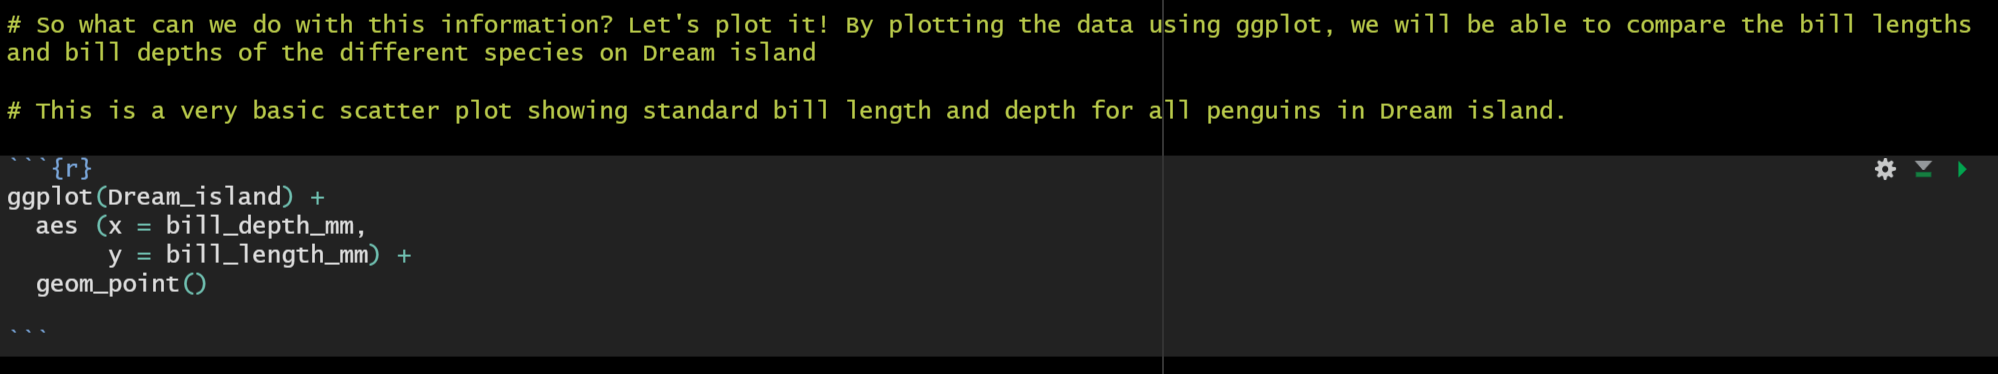 # So what can we do with this information? Let's plot it! By plotting the data using ggplot, we will be able to compare the bill lengths
and bill depths of the different species on Dream island
# This is a very basic scatter plot showing standard bill length and depth for all penguins in Dream island.
```{r}
ggplot(Dream_island) +
  aes (x = bill_depth_mm,
       y = bill_length_mm) +
  geom_point()
```